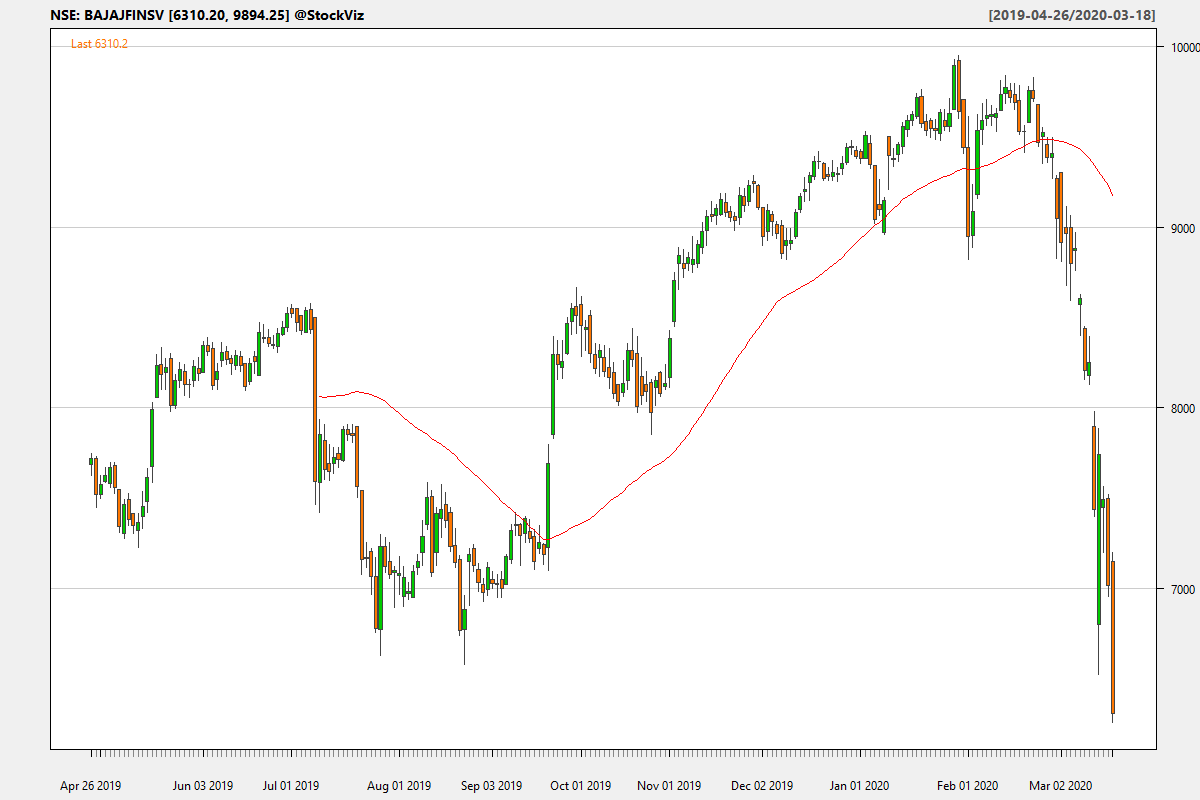 NSE: BAJAJFINSV [6310.20, 9894.25] @StockViz
[2019-04-26/2020-03-18]
Last 6310.2
10000
9000
8000
7000
Apr 26 2019
Jun 03 2019
Jul 01 2019
Aug 01 2019
Sep 03 2019
Oct 01 2019
Nov 01 2019
Dec 02 2019
Jan 01 2020
Feb 01 2020
Mar 02 2020